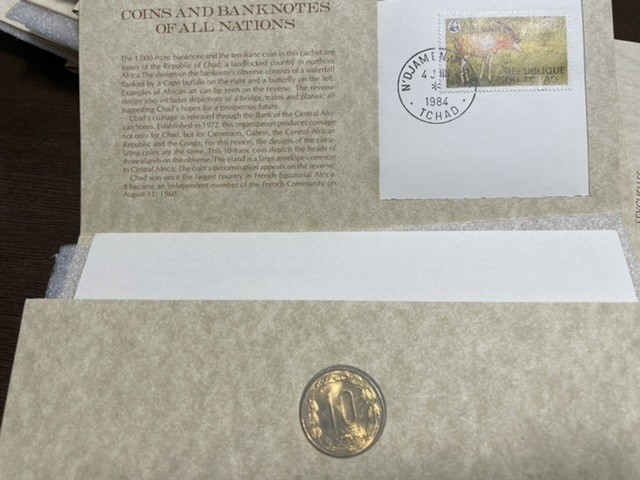 COINS AND BANKNOTES
OF ALL NATIONS
The 1,000-franc banknote and the ten-franc coin in this cachet are
issues of the Republic of Chad, a landlocked country in northern
Africa. The design on the banknote's obverse consists of a waterfall
flanked by a Cape buffalo on the right and a butterfly on the left.
Examples of African art can be seen on the reverse. The reverse
design also includes depictions of a bridge, trains and planes, all
supporting Chad's hopes for a prosperous future.
Chad's coinage is released through the Bank of the Central Afri-
can States. Established in 1972, this organization produces coinage
not only for Chad, but for Cameroon, Gabon, the Central African
Republic and the Congo. For this reason, the designs of the circu-
lating coins are the same. This 10-franc coin depicts the heads of
three elands on the obverse. The eland is a large antelope common
to Central Africa. The coin's denomination appears on the reverse.
Chad was once the largest country in French Equatorial Africa.
It became an independent member of the French Community on
August 11, 1960.
N'DJAMENA
4
1984
TCHAD
REPUBLIQUE
10